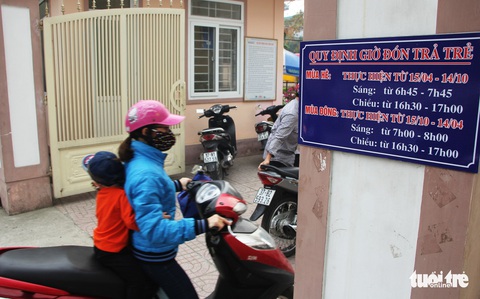 QUY ĐỊNH GIỜ ĐÓN TRẢ TRẺ
MÙA HÈ: THỰC HIỆN TỪ 15/04 - 14/10
Sáng: từ 6h45 - 7h45
Chiều: từ 16h30 - 17h00
MÙA ĐÔNG: THỰC HIỆN TỪ 15/10 - 14/04
Sáng: từ 7h00 - 8h00
Chiều: từ 16h30 - 17h00
tuổi trẻ
online